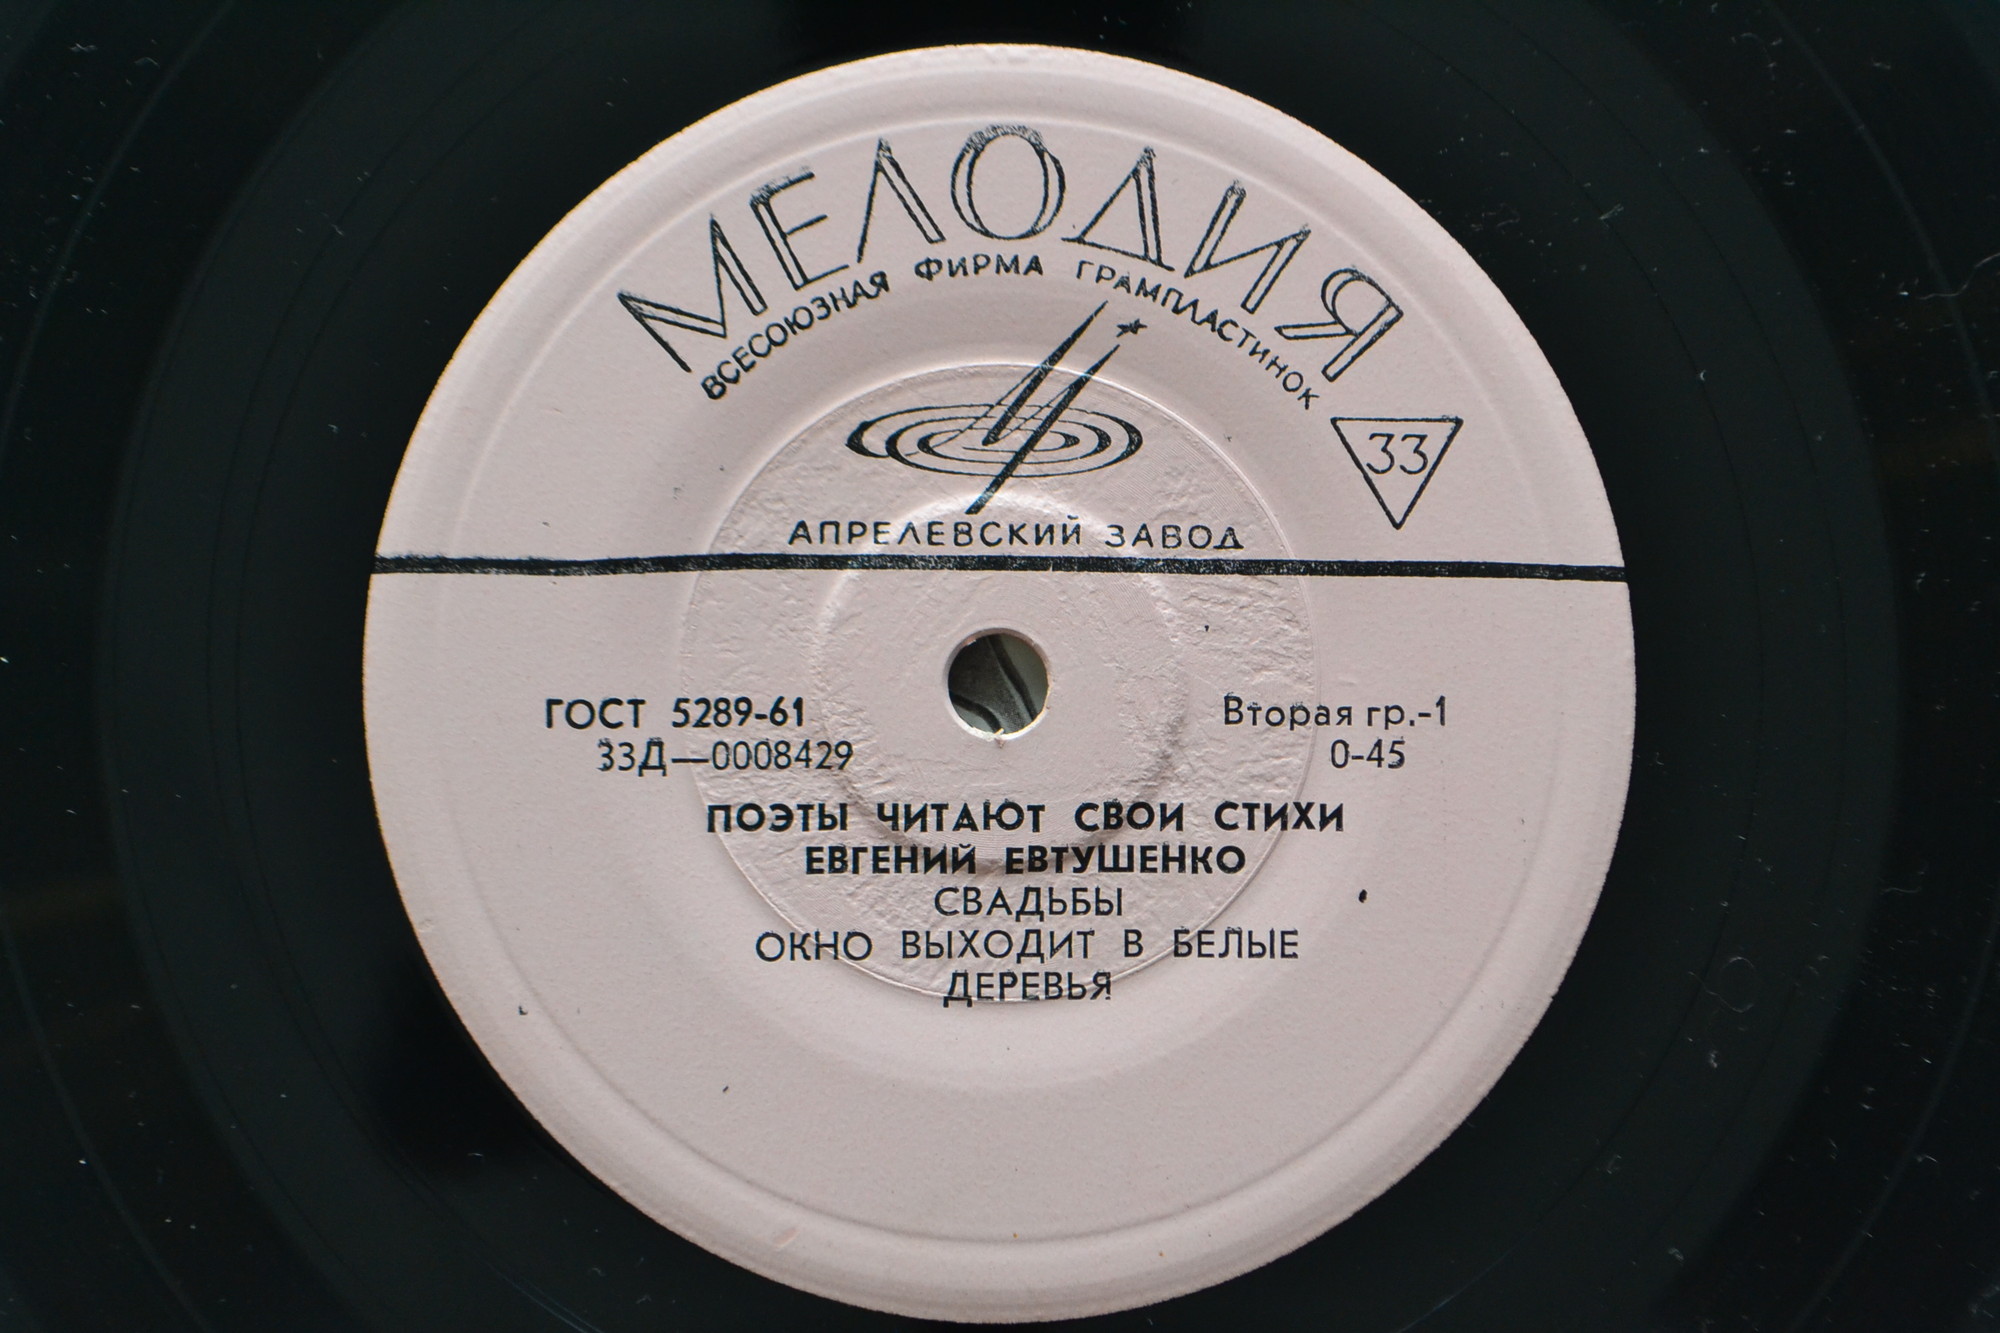 МЕЛОДИЯ
ВСЕСОЮЗНАЯ ФИРМА ГРАМПЛАСТИНОК
33
АПРЕЛЕВСКИЙ ЗАВОД
ГОСТ 5289-61
Вторая гр.-1
33Д—0008429
0-45
ПОЭТЫ ЧИТАЮТ СВОИ СТИХИ
ЕВГЕНИЙ ЕВТУШЕНКО
СВАДЬБЫ
ОКНО ВЫХОДИТ В БЕЛЫЕ
ДЕРЕВЬЯ